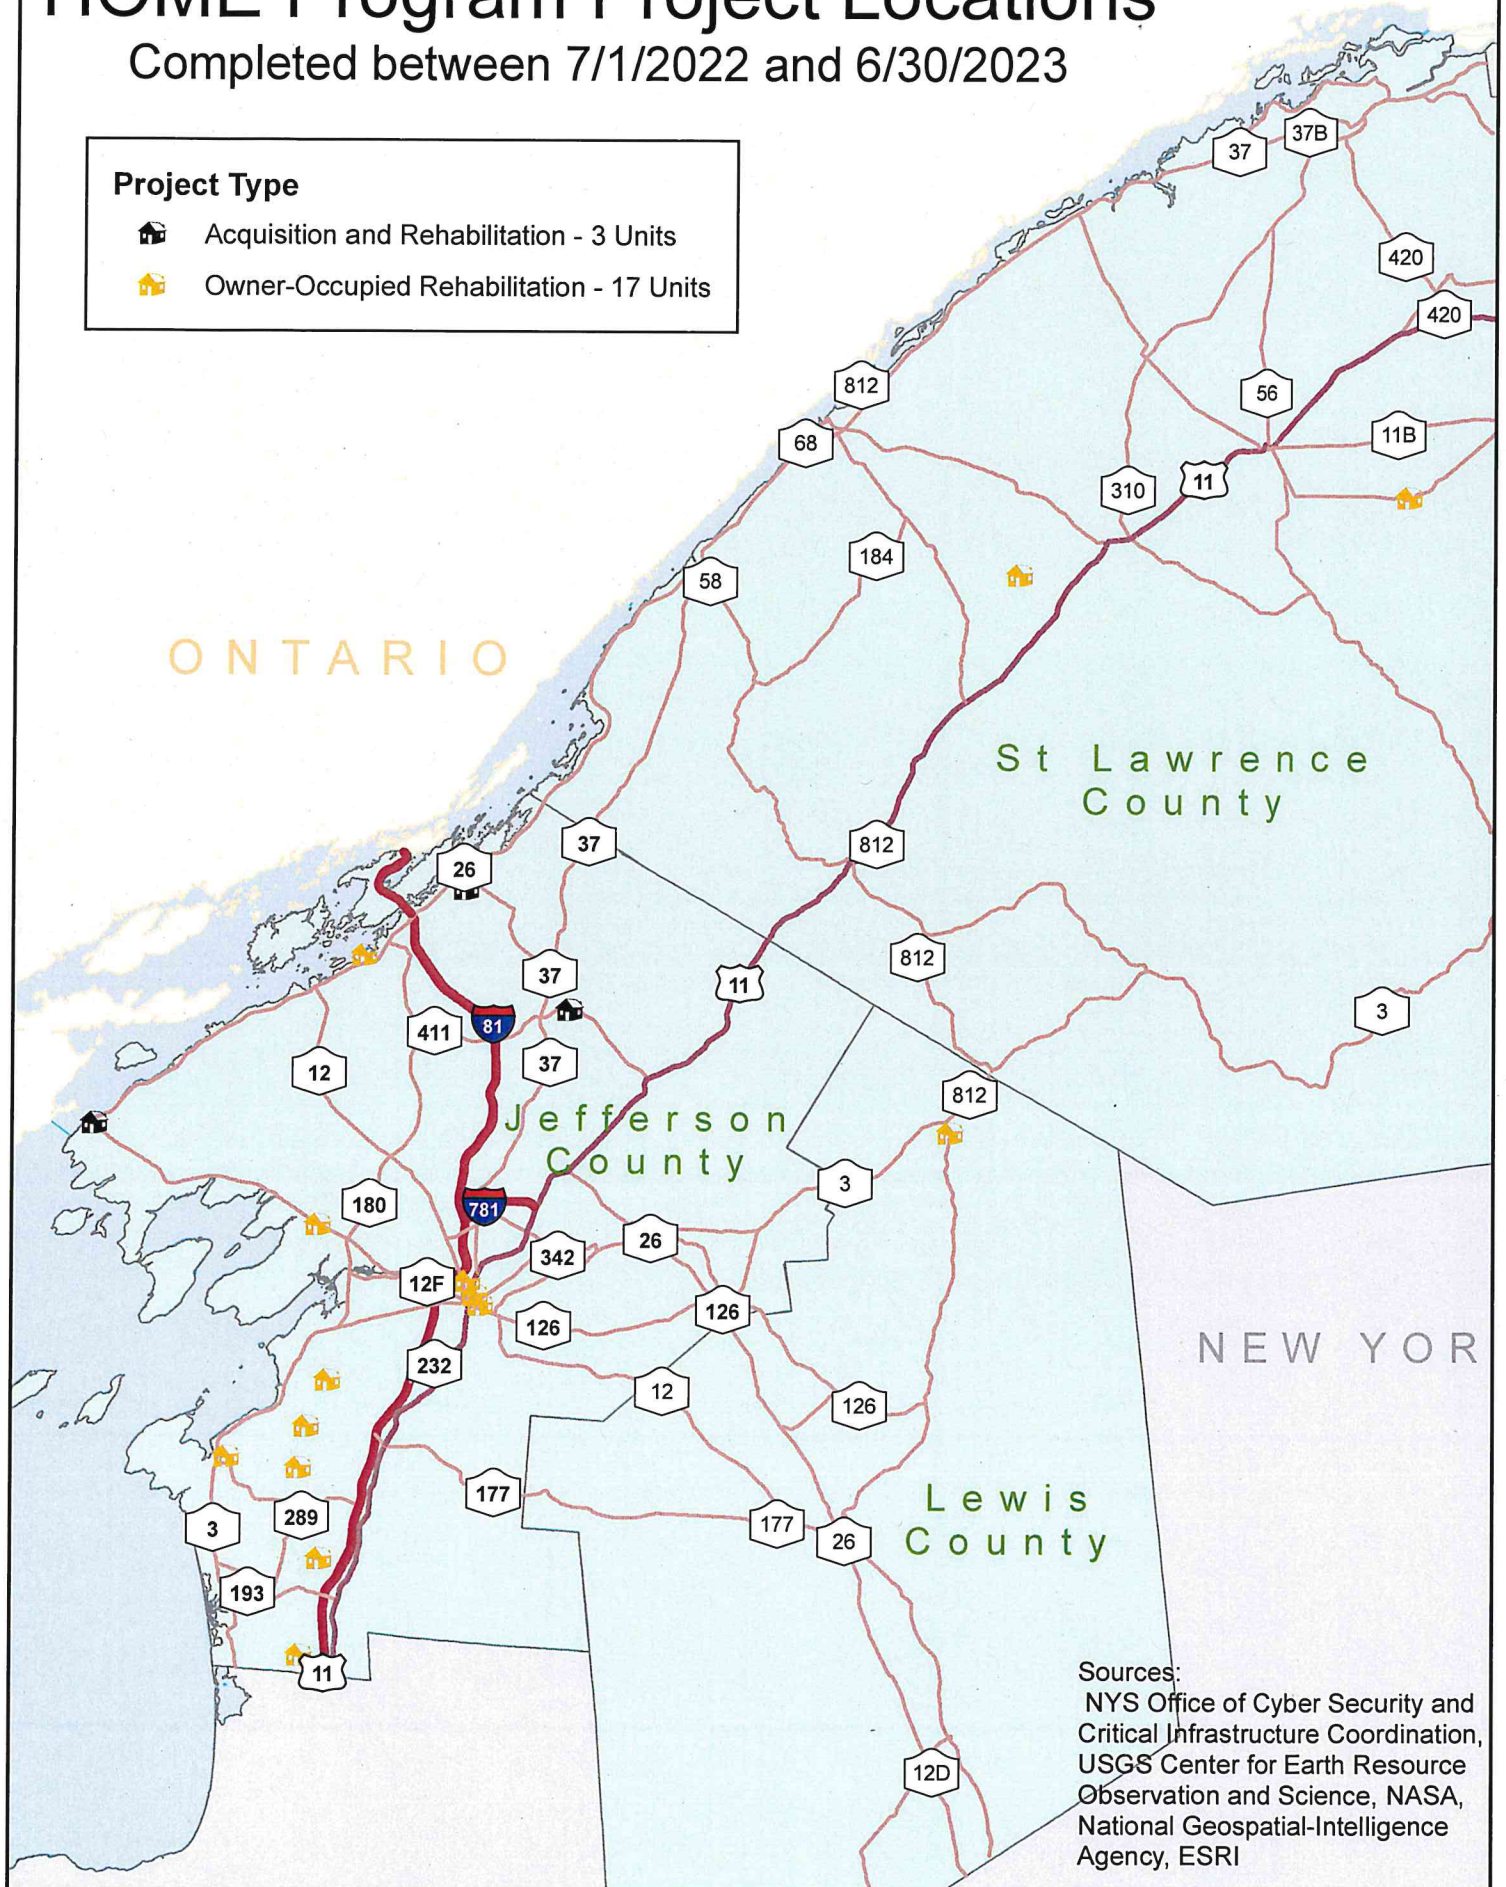 HOME Program Project Locations
Completed between 7/1/2022 and 6/30/2023
Project Type
Acquisition and Rehabilitation - 3 Units
Owner-Occupied Rehabilitation - 17 Units
37
37B
420
420
812
56
68
11B
310
11
184
58
ONTARIO
St Lawrence
County
37
812
26
812
37
11
3
411
81
12
37
812
Jefferson
County
3
180
781
26
342
12F
126
126
NEW YOR
232
12
126
177
Lewis
County
289
3
177
26
193
11
Sources:
NYS Office of Cyber Security and
Critical Infrastructure Coordination,
USGS Center for Earth Resource
Observation and Science, NASA,
National Geospatial-Intelligence
Agency, ESRI
12D